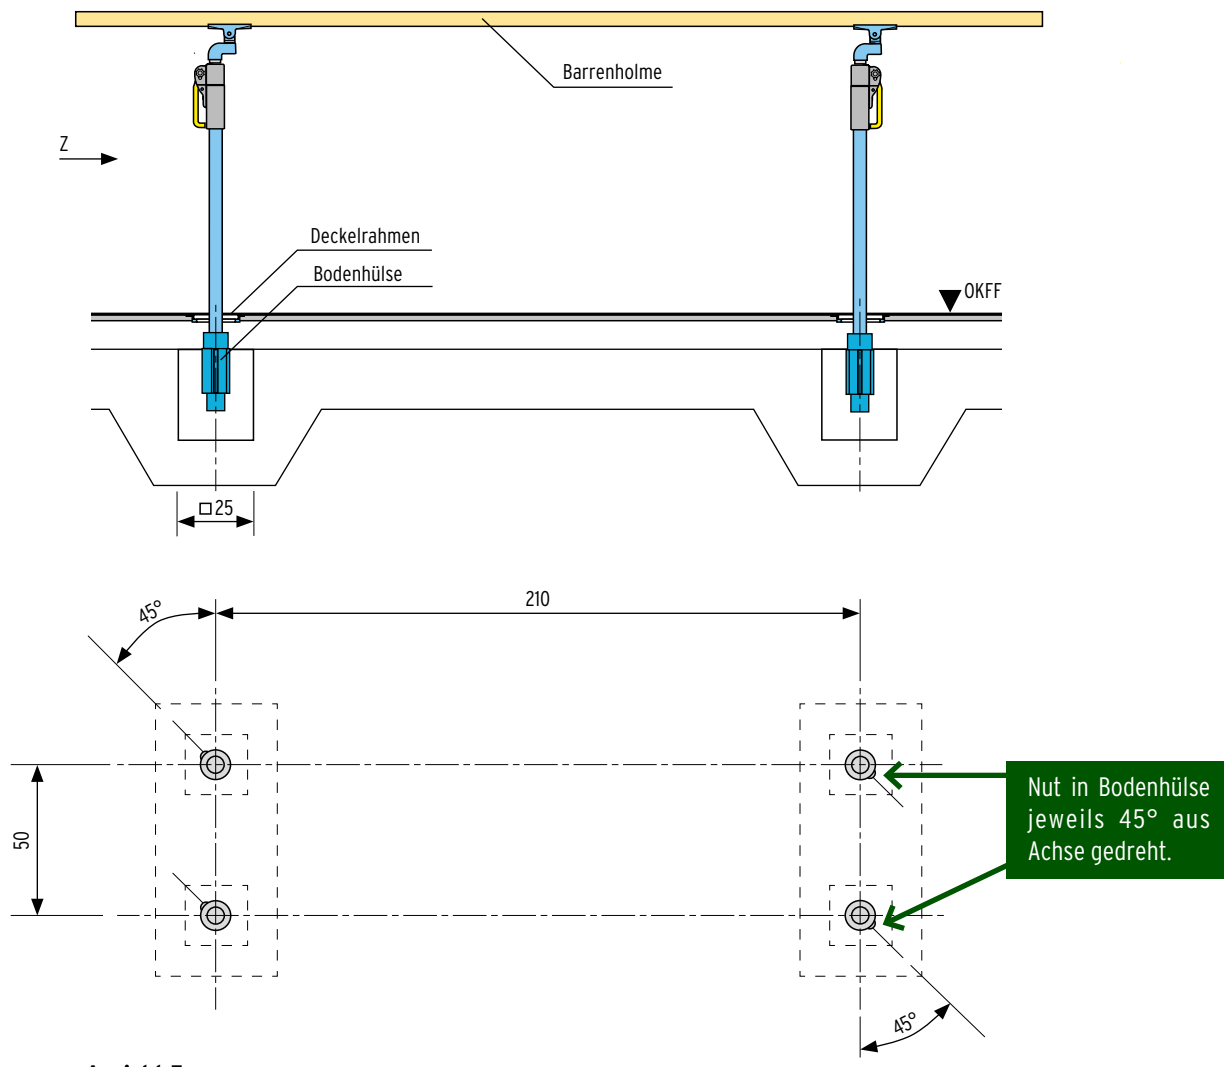 Barrenholme
Z
Deckelrahmen
Bodenhülse
OKFF
25
210
45°
50
Nut in Bodenhülse
jeweils 45° aus
Achse gedreht.
45°